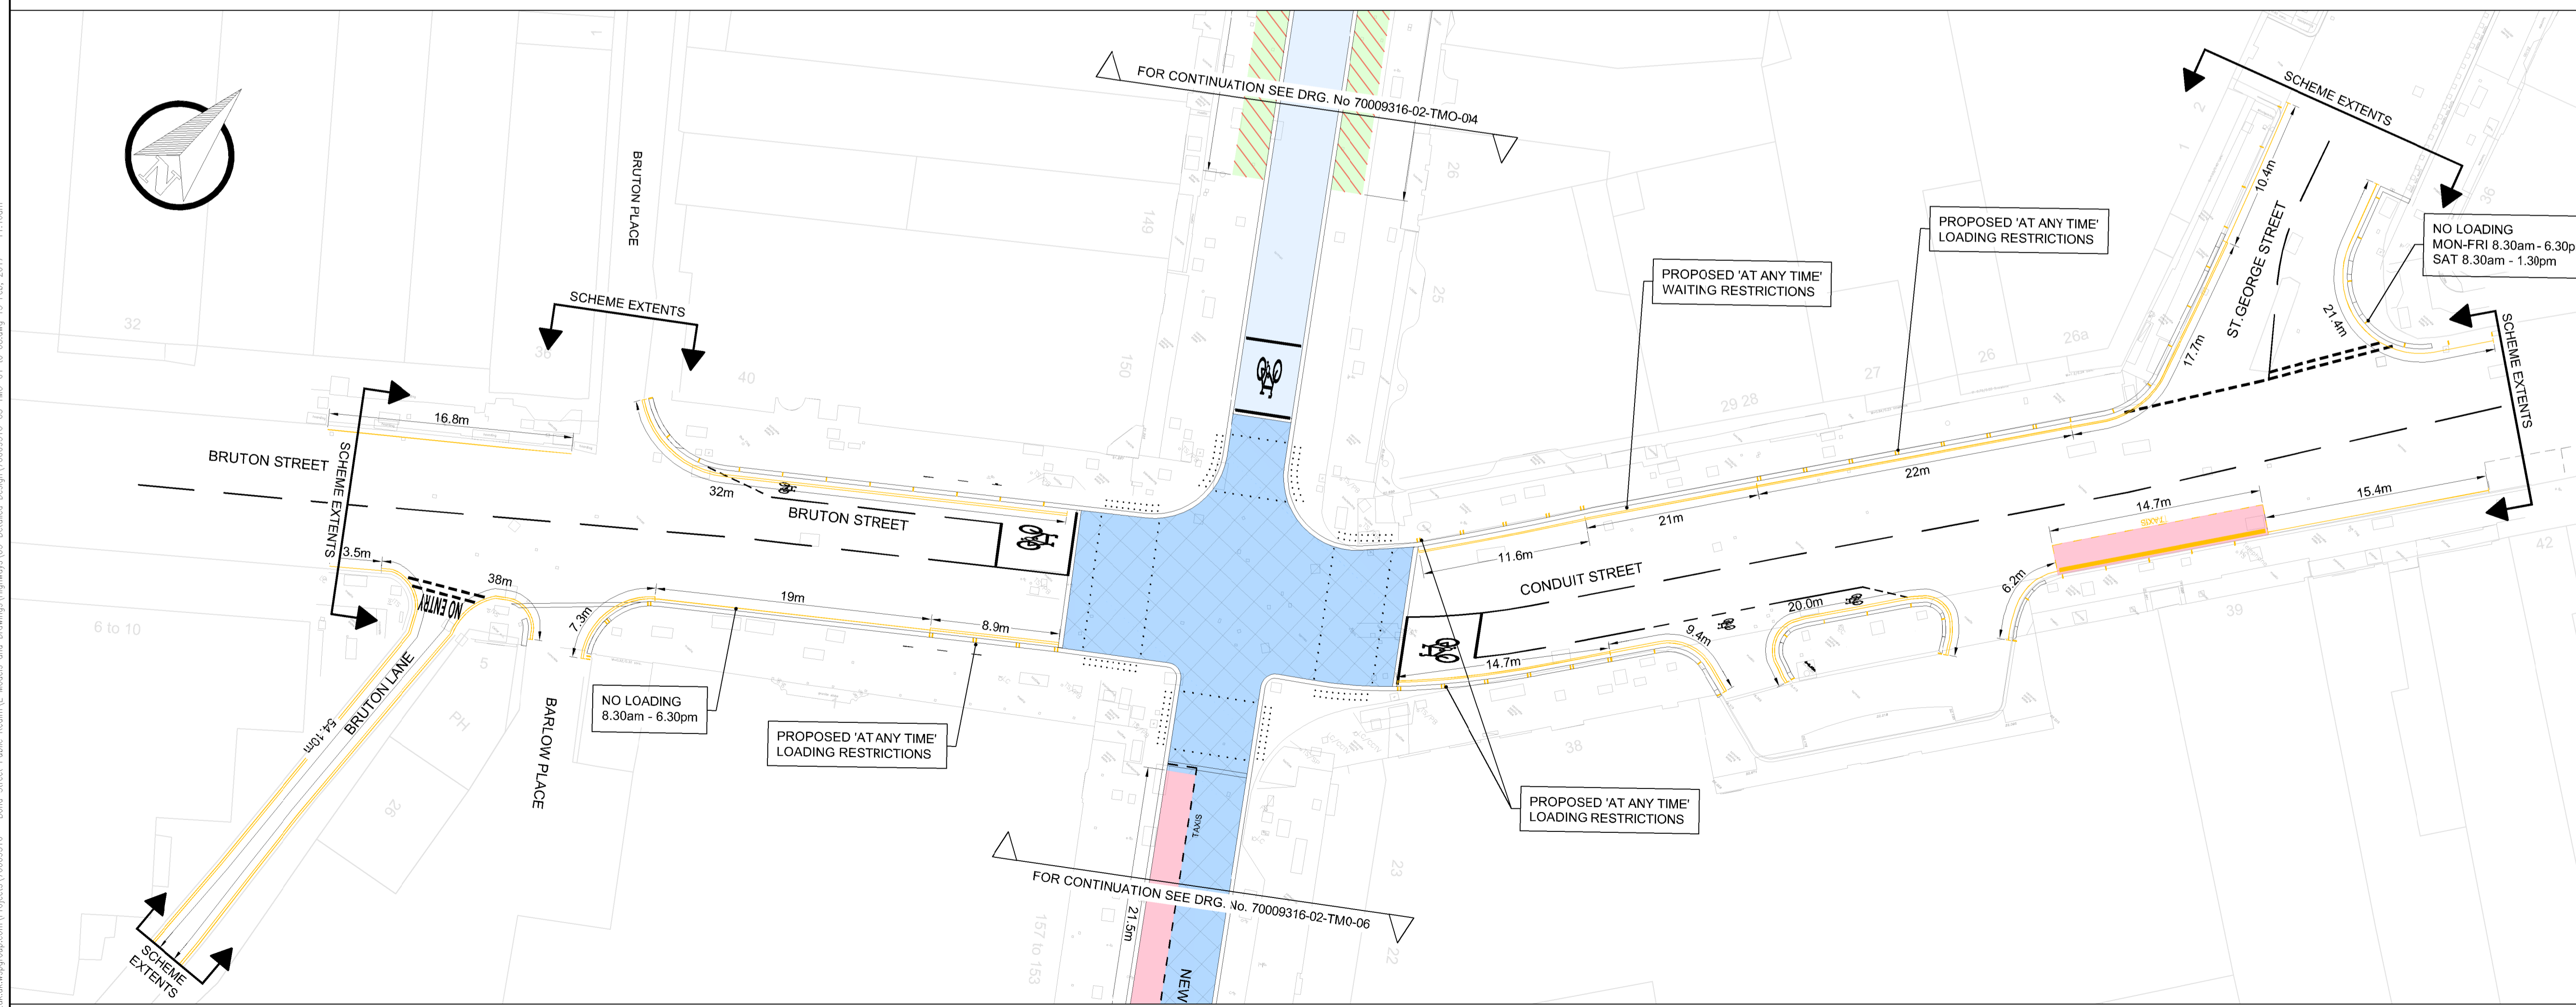 FOR CONTINUATION SEE DRG. No 70009316-02-TMO-04
SCHEME EXTENTS
N
BRUTON PLACE
1
2
1
36
10.4m
ST.GEORGE STREET
NO LOADING
MON-FRI 8.30am - 6.30p
SAT 8.30am - 1.30pm
PROPOSED 'AT ANY TIME'
LOADING RESTRICTIONS
PROPOSED 'AT ANY TIME'
WAITING RESTRICTIONS
26
25
149
150
SCHEME EXTENTS
32
36
40
16.8m
BRUTON STREET
SCHEME EXTENTS
32m
BRUTON STREET
29 28
27
26
26a
17.7m
21.4m
SCHEME EXTENTS
22m
21m
11.6m
CONDUIT STREET
14.7m
TAXIS
15.4m
42
39
6.2m
20.0m
9.4m
14.7m
38
3.5m
NO ENTRY
38m
7.3m
19m
8.9m
6 to 10
5
PH
26
54.10m
BRUTON LANE
BARLOW PLACE
NO LOADING
8.30am - 6.30pm
PROPOSED 'AT ANY TIME'
LOADING RESTRICTIONS
PROPOSED 'AT ANY TIME'
LOADING RESTRICTIONS
TAXIS
21.5m
FOR CONTINUATION SEE DRG. No. 70009316-02-TM0-06
157 to 153
23
22
NEW
SCHEME
EXTENTS